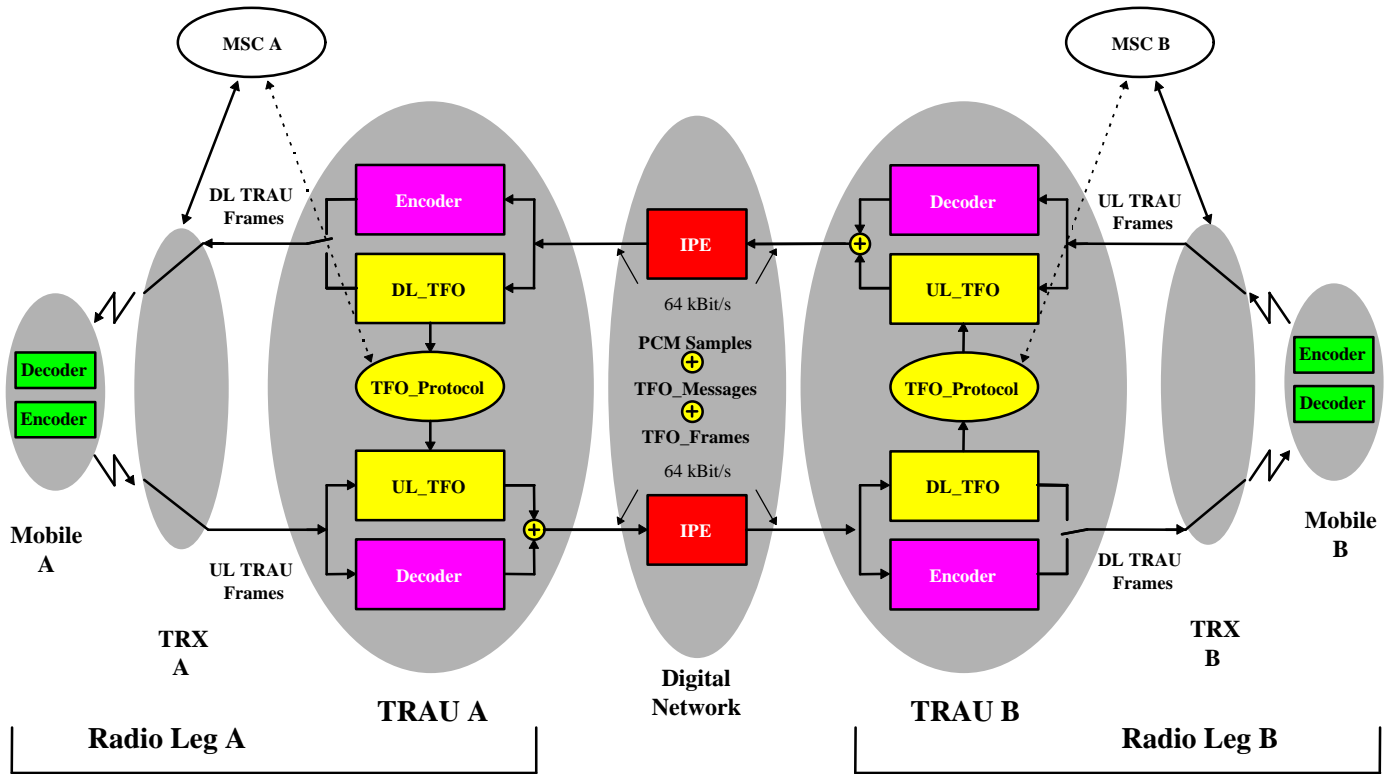 MSC A
MSC B
DL TRAU
Frames
Encoder
DL_TFO
TFO_Protocol
UL_TFO
Decoder
IPE
64 kBit/s
PCM Samples
+
TFO_Messages
+
TFO_Frames
64 kBit/s
IPE
Decoder
+
UL_TFO
TFO_Protocol
DL_TFO
Encoder
UL TRAU
Frames
Decoder
Encoder
Encoder
Decoder
Mobile
A
UL TRAU
Frames
+
DL TRAU
Frames
Mobile
B
TRX
A
TRX
B
Digital
Network
TRAU A
TRAU B
Radio Leg A
Radio Leg B